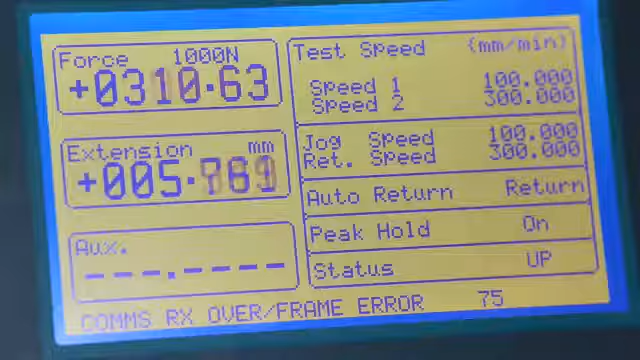 Force 1000N
+0310.63
Extension mm
+005.
Aux.
---.----
Test Speed (mm/min)
Speed 1 100.000
Speed 2 300.000
Jog Speed 100.000
Ret. Speed 300.000
Auto Return Return
Peak Hold On
Status UP
COMMS RX OVER/FRAME ERROR 75